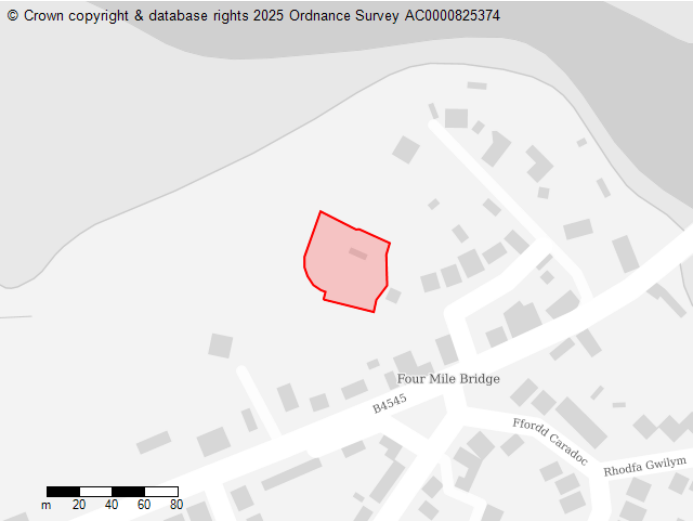 © Crown copyright & database rights 2025 Ordnance Survey AC0000825374
Four Mile Bridge
B4545
Ffordd Caradoc
Rhodfa Gwilym
m 20 40 60 80